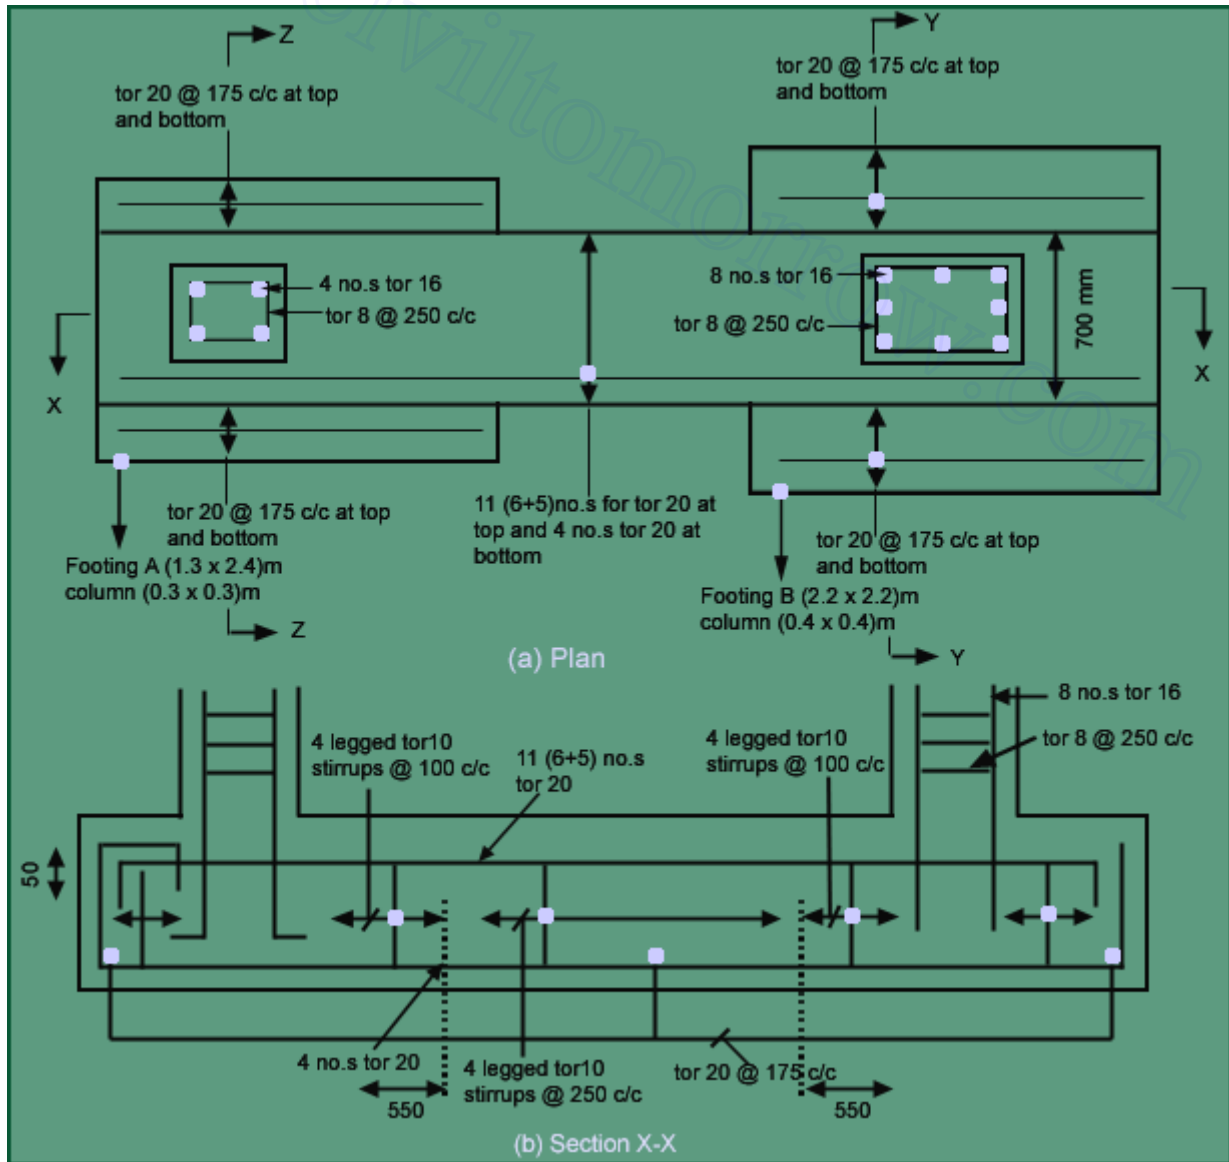 Z
Y
tor 20 @ 175 c/c at top
and bottom
tor 20 @ 175 c/c at top
and bottom
4 no.s tor 16
tor 8 @ 250 c/c
8 no.s tor 16
tor 8 @ 250 c/c
700 mm
X
X
tor 20 @ 175 c/c at top
and bottom
Footing A (1.3 x 2.4)m
column (0.3 x 0.3)m
11 (6+5)no.s for tor 20 at
top and 4 no.s tor 20 at
bottom
tor 20 @ 175 c/c at top
and bottom
Footing B (2.2 x 2.2)m
column (0.4 x 0.4)m
Z
Y
(a) Plan
4 legged tor10
stirrups @ 100 c/c
11 (6+5) no.s
tor 20
4 legged tor10
stirrups @ 100 c/c
8 no.s tor 16
tor 8 @ 250 c/c
50
4 no.s tor 20
4 legged tor10
stirrups @ 250 c/c
tor 20 @ 175 c/c
550
550
(b) Section X-X
civiltomorrow.com